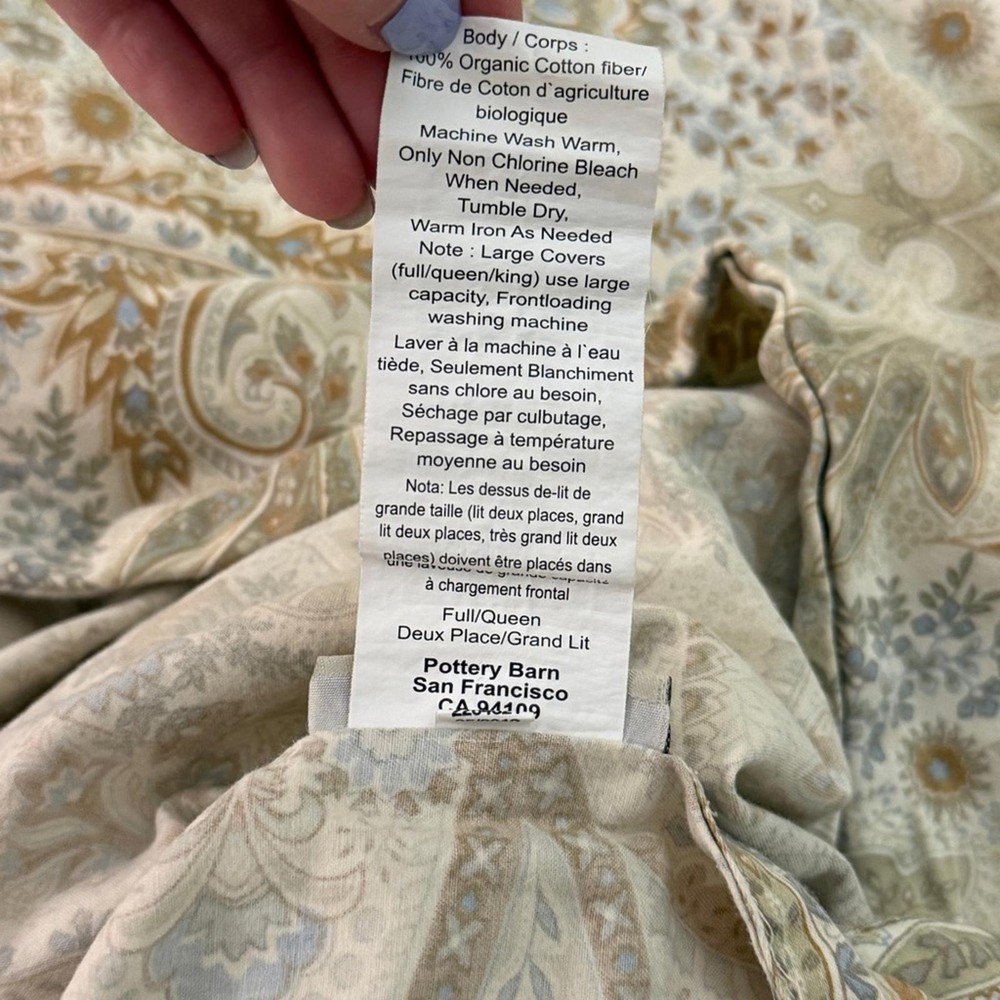 Body / Corps :
100% Organic Cotton fiber/
Fibre de Coton d`agriculture
biologique
Machine Wash Warm,
Only Non Chlorine Bleach
When Needed,
Tumble Dry,
Warm Iron As Needed
Note : Large Covers
(full/queen/king) use large
capacity, Frontloading
washing machine
Laver à la machine à l`eau
tiède, Seulement Blanchiment
sans chlore au besoin,
Séchage par culbutage,
Repassage à température
moyenne au besoin
Nota: Les dessus de-lit de
grande taille (lit deux places, grand
lit deux places, très grand lit deux
places) doivent être placés dans
une laveuse de grande capacité
à chargement frontal
Full/Queen
Deux Place/Grand Lit
Pottery Barn
San Francisco
CA 94109